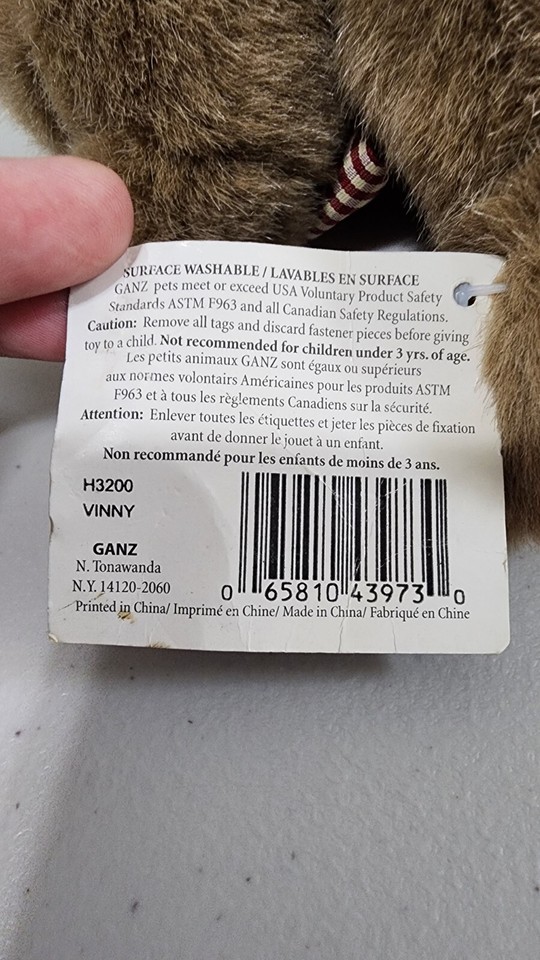 SURFACE WASHABLE / LAVABLES EN SURFACE
GANZ pets meet or exceed USA Voluntary Product Safety
Standards ASTM F963 and all Canadian Safety Regulations.
Caution: Remove all tags and discard fastener pieces before giving
toy to a child. Not recommended for children under 3 yrs. of age.
Les petits animaux GANZ sont égaux ou supérieurs
aux normes volontairs Américaines pour les produits ASTM
F963 et à tous les règlements Canadiens sur la sécurité.
Attention: Enlever toutes les étiquettes et jeter les pièces de fixation
avant de donner le jouet à un enfant.
Non recommandé pour les enfants de moins de 3 ans.
H3200
VINNY
GANZ
N. Tonawanda
N.Y. 14120-2060
0 65810 43973 0
Printed in China/ Imprimé en Chine/ Made in China/ Fabriqué en Chine